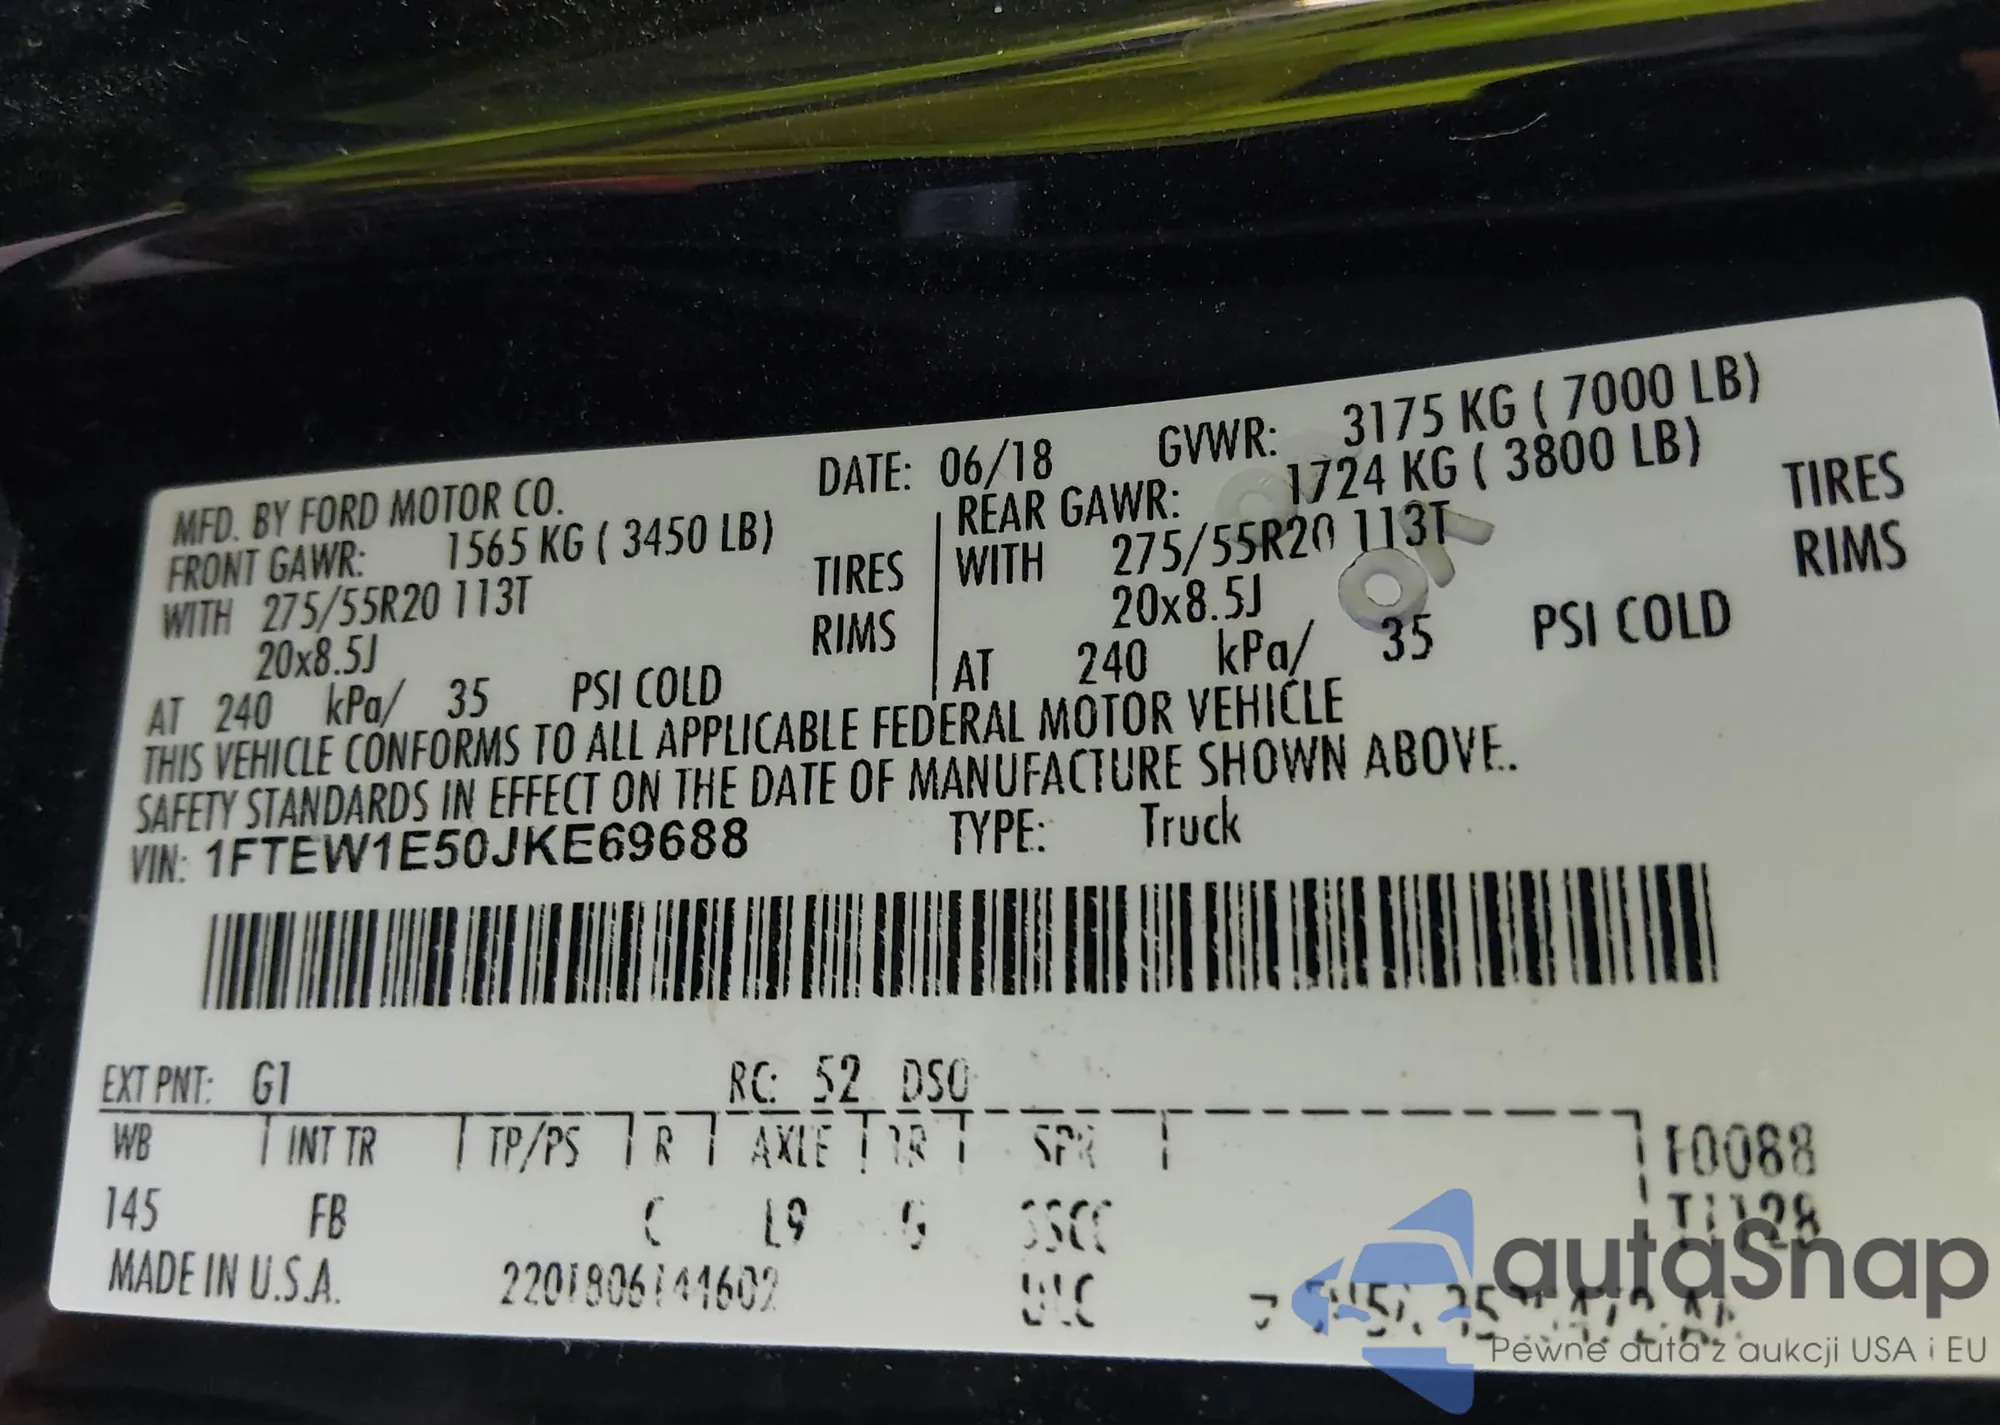 MFD. BY FORD MOTOR CO. DATE: 06/18 GVWR: 3175 KG ( 7000 LB)
FRONT GAWR: 1565 KG ( 3450 LB) REAR GAWR: 1724 KG ( 3800 LB)
WITH 275/55R20 113T TIRES WITH 275/55R20 113T TIRES
20x8.5J RIMS 20x8.5J RIMS
AT 240 kPa/ 35 PSI COLD AT 240 kPa/ 35 PSI COLD
THIS VEHICLE CONFORMS TO ALL APPLICABLE FEDERAL MOTOR VEHICLE
SAFETY STANDARDS IN EFFECT ON THE DATE OF MANUFACTURE SHOWN ABOVE..
VIN: 1FTEW1E50JKE69688 TYPE: Truck
EXT PNT: G1 RC: 52 DSO
WB INT TR TP/PS R AXLE TR SPR F0088
145 FB C L9 G T1128
MADE IN U.S.A. ULC
autaSnap
Pewne auta z aukcji USA i EU